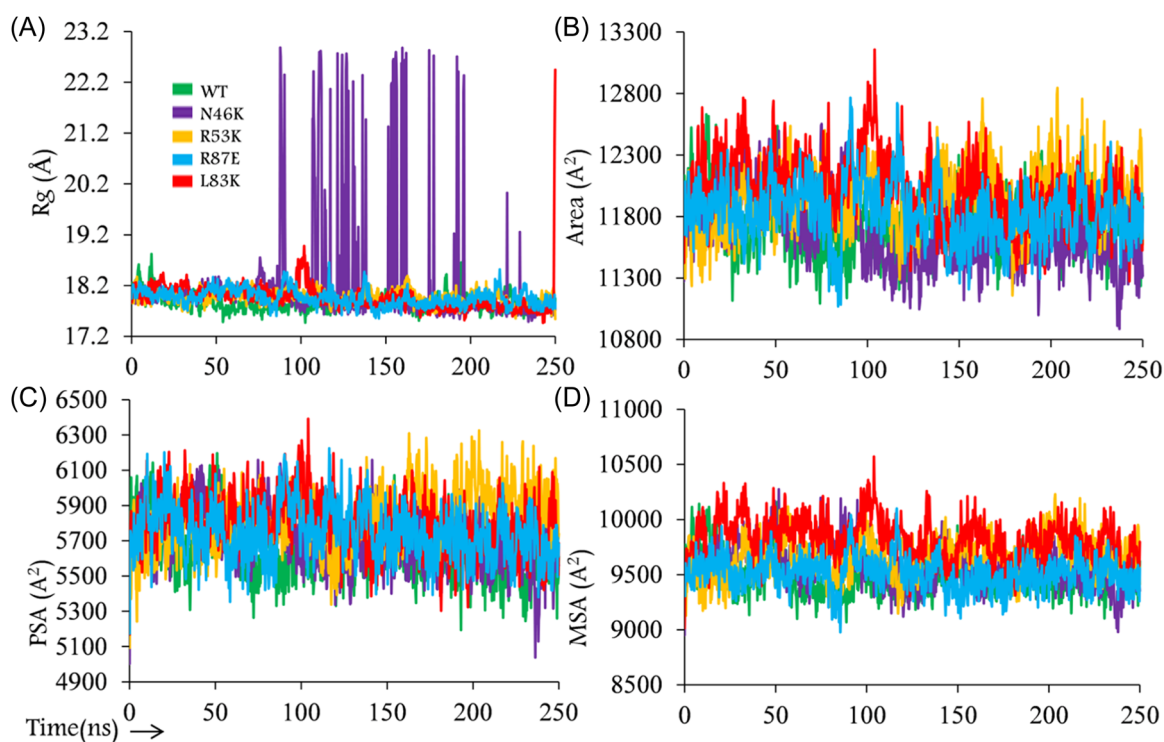 (A)
Rg (Å)
23.2
22.2
21.2
20.2
19.2
18.2
17.2
WT
N46K
R53K
R87E
L83K
0 50 100 150 200 250
(B)
Area (A²)
13300
12800
12300
11800
11300
10800
0 50 100 150 200 250
(C)
PSA (A²)
6500
6300
6100
5900
5700
5500
5300
5100
4900
0 50 100 150 200 250
Time(ns) →
(D)
MSA (A²)
11000
10500
10000
9500
9000
8500
0 50 100 150 200 250